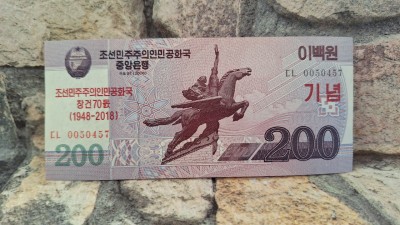 조선민주주의인민공화국
중앙은행
이백원
ㄷL 0050457
조선민주주의인민공화국
창건 70돐
(1948-2018)
기념
ㄷL 0050457
200
200